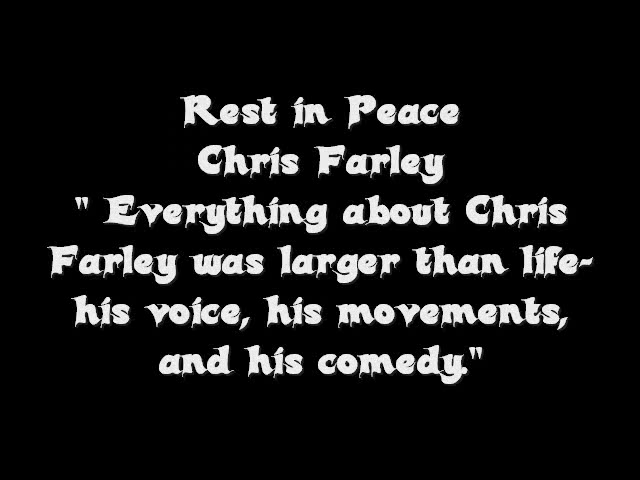 Rest in Peace
Chris Farley
" Everything about Chris
Farley was larger than life-
his voice, his movements,
and his comedy."